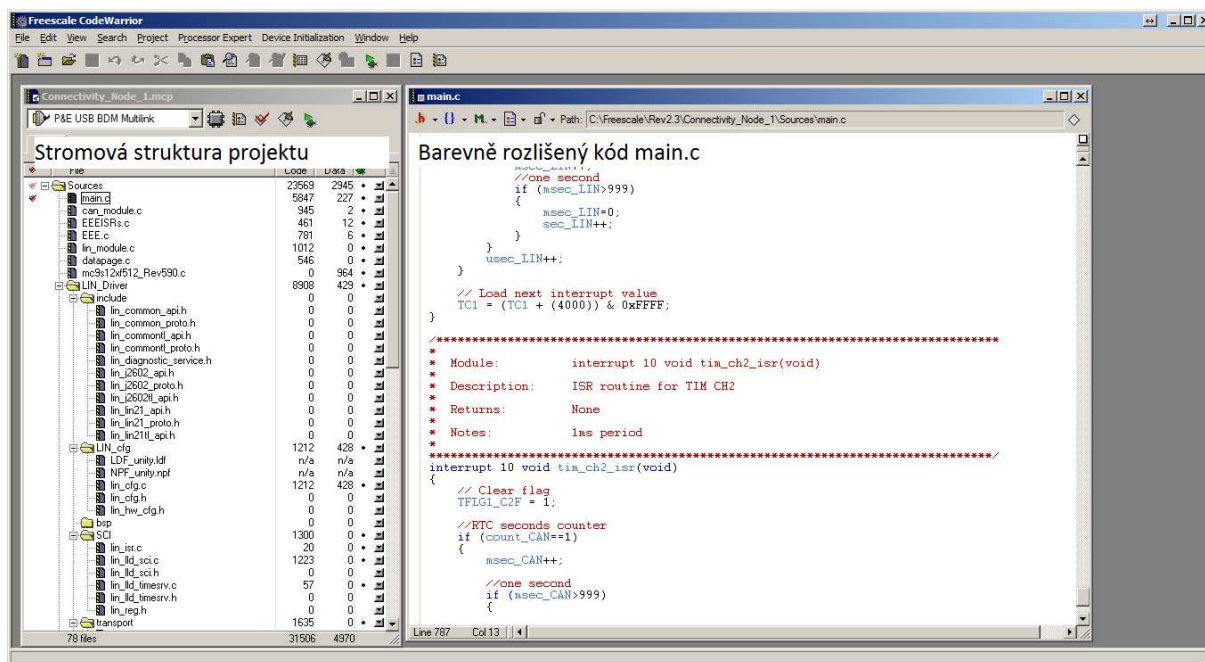 Freescale CodeWarrior
File Edit View Search Project Processor Expert Device Initialization Window Help
Connectivity_Node_1.mcp
P&E USB BDM Multilink
Stromová struktura projektu
File Code Data
Sources 23569 2945
main.c 5847 227
can_module.c 945 2
EEEISRs.c 461 12
EEE.c 781 6
lin_module.c 1012 0
datapage.c 546 0
mc9s12xf512_Rev590.c 0 964
LIN_Driver 8908 429
include 0 0
lin_common_api.h 0 0
lin_common_proto.h 0 0
lin_commontl_api.h 0 0
lin_commontl_proto.h 0 0
lin_diagnostic_service.h 0 0
lin_j2602_api.h 0 0
lin_j2602_proto.h 0 0
lin_j2602tl_api.h 0 0
lin_lin21_api.h 0 0
lin_lin21_proto.h 0 0
lin_lin21tl_api.h 0 0
LIN_cfg 1212 428
LDF_unity.ldf n/a n/a
NPF_unity.npf n/a n/a
lin_cfg.c 1212 428
lin_cfg.h 0 0
lin_hw_cfg.h 0 0
bsp 0 0
SCI 1300 0
lin_isr.c 20 0
lin_lld_sci.c 1223 0
lin_lld_sci.h 0 0
lin_lld_timesrv.c 57 0
lin_lld_timesrv.h 0 0
lin_reg.h 0 0
transport 1635 0
78 files 31506 4970
main.c
Path: C:\Freescale\Rev2.3\Connectivity_Node_1\Sources\main.c
Barevně rozlišený kód main.c
msec_LIN++;
//one second
if (msec_LIN>999)
{
msec_LIN=0;
sec_LIN++;
}
}
usec_LIN++;
}
// Load next interrupt value
TC1 = (TC1 + (4000)) & 0xFFFF;
}
/******************************************************************************
*
* Module: interrupt 10 void tim_ch2_isr(void)
*
* Description: ISR routine for TIM CH2
*
* Returns: None
*
* Notes: 1ms period
*
******************************************************************************/
interrupt 10 void tim_ch2_isr(void)
{
// Clear flag
TFLG1_C2F = 1;
//RTC seconds counter
if (count_CAN==1)
{
msec_CAN++;
//one second
if (msec_CAN>999)
{
Line 787 Col 13